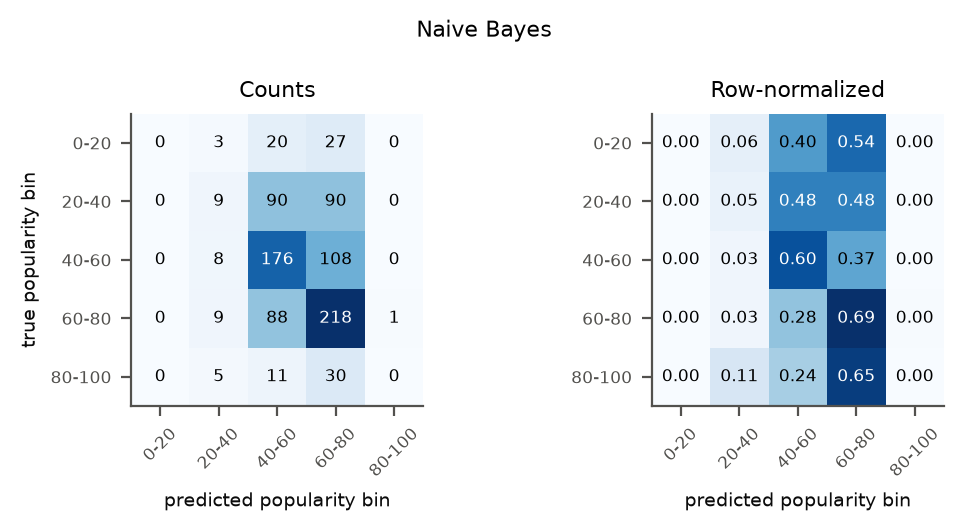 Naive Bayes
Counts
true popularity bin
0-20 0 3 20 27 0
20-40 0 9 90 90 0
40-60 0 8 176 108 0
60-80 0 9 88 218 1
80-100 0 5 11 30 0
0-20 20-40 40-60 60-80 80-100
predicted popularity bin
Row-normalized
0-20 0.00 0.06 0.40 0.54 0.00
20-40 0.00 0.05 0.48 0.48 0.00
40-60 0.00 0.03 0.60 0.37 0.00
60-80 0.00 0.03 0.28 0.69 0.00
80-100 0.00 0.11 0.24 0.65 0.00
0-20 20-40 40-60 60-80 80-100
predicted popularity bin